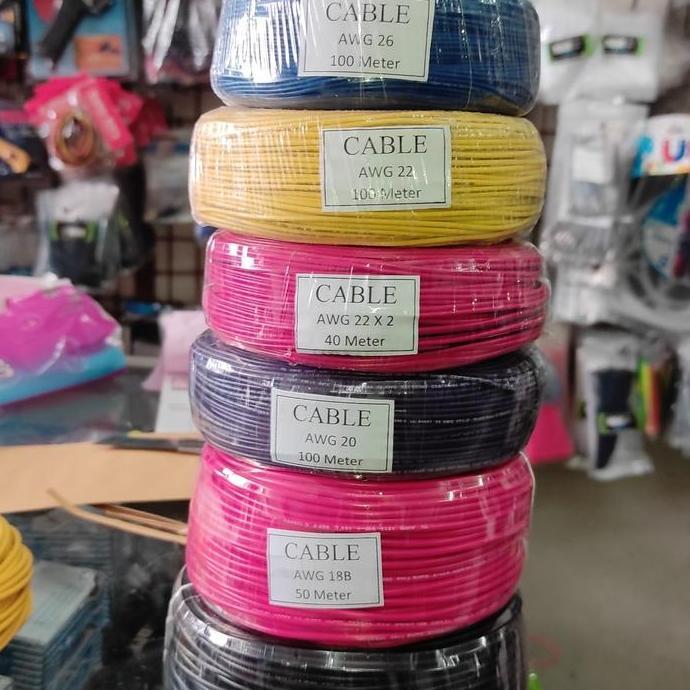 CABLE
AWG 26
100 Meter
CABLE
AWG 22
100 Meter
CABLE
AWG 22 X 2
40 Meter
CABLE
AWG 20
100 Meter
CABLE
AWG 18B
50 Meter